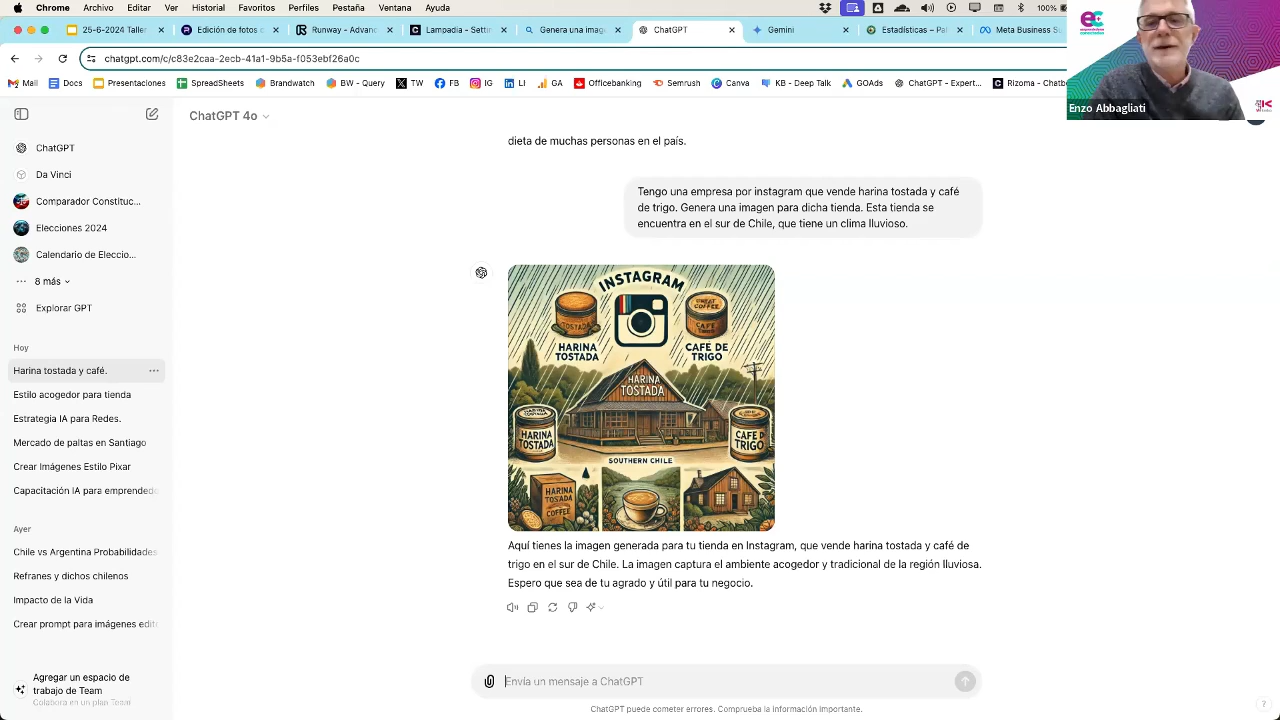 Chrome Archivo Editar Ver Historial Favoritos Perfiles Pestaña Ventana Ayuda 100%
25-6-2024 Taller Edición de fotos e Runway - Advan Lampadia - Settin Genera una imag ChatGPT Gemini Estadísticas – Pal Meta Business Su
chatgpt.com/c/c83e2caa-2ecb-41a1-9b5a-f053ebf26a0c
Mail Docs Presentaciones SpreadSheets Brandwatch BW - Query TW FB IG LI GA Officebanking Semrush Canva KB - Deep Talk GOAds ChatGPT - Expert... Rizoma - Chatb
ec
Enzo Abbagliati
ChatGPT 4o
ChatGPT
Da Vinci
Comparador Constituc...
Elecciones 2024
Calendario de Eleccio...
8 más
Explorar GPT
Hoy
Harina tostada y café.
Estilo acogedor para tienda
Estrategia IA para Redes.
Mercado de paltas en Santiago
Crear Imágenes Estilo Pixar
Capacitación IA para emprendedo
Ayer
Chile vs Argentina Probabilidades
Refranes y dichos chilenos
Impacto de la Vida
Crear prompt para imágenes edito
Agregar un espacio de
trabajo de Team
Colabora en un plan Team
dieta de muchas personas en el país.
Tengo una empresa por instagram que vende harina tostada y café
de trigo. Genera una imagen para dicha tienda. Esta tienda se
encuentra en el sur de Chile, que tiene un clima lluvioso.
INSTAGRAM
TOSTADA
HARINA
TOSTADA
CAFÉ DE
TRIGO
HARINA
TOSTADA
HARINA
TOSTADA
CAFE D
TRIGO
SOUTHERN CHILE
HARINA
TOSADA
COFFEE
Aquí tienes la imagen generada para tu tienda en Instagram, que vende harina tostada y café de
trigo en el sur de Chile. La imagen captura el ambiente acogedor y tradicional de la región lluviosa.
Espero que sea de tu agrado y útil para tu negocio.
Envía un mensaje a ChatGPT
ChatGPT puede cometer errores. Comprueba la información importante.
?